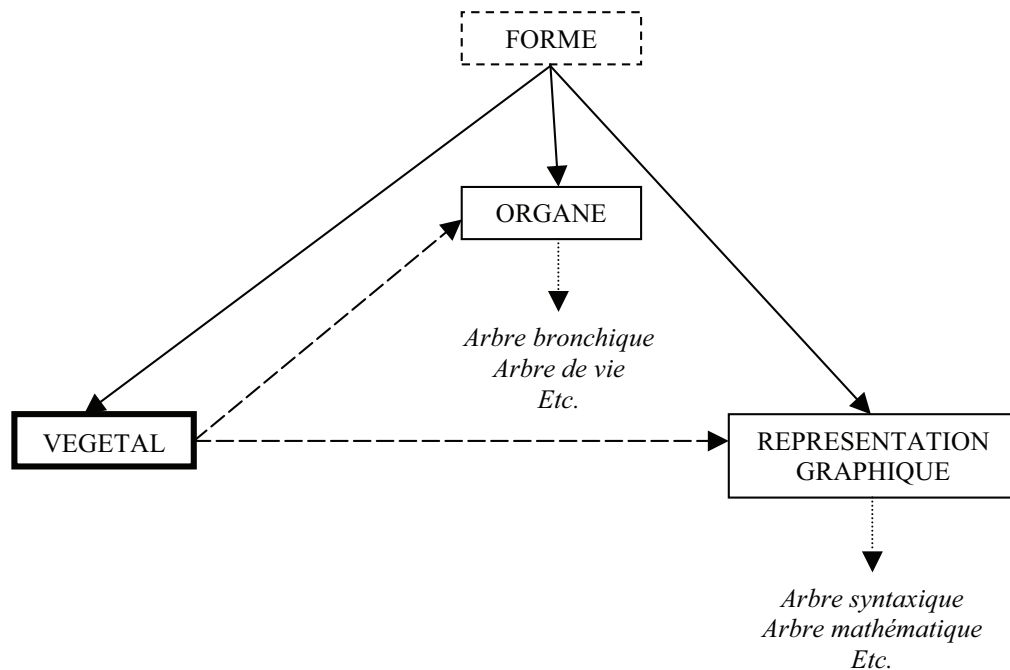 FORME
ORGANE
Arbre bronchique
Arbre de vie
Etc.
VEGETAL
REPRESENTATION
GRAPHIQUE
Arbre syntaxique
Arbre mathématique
Etc.